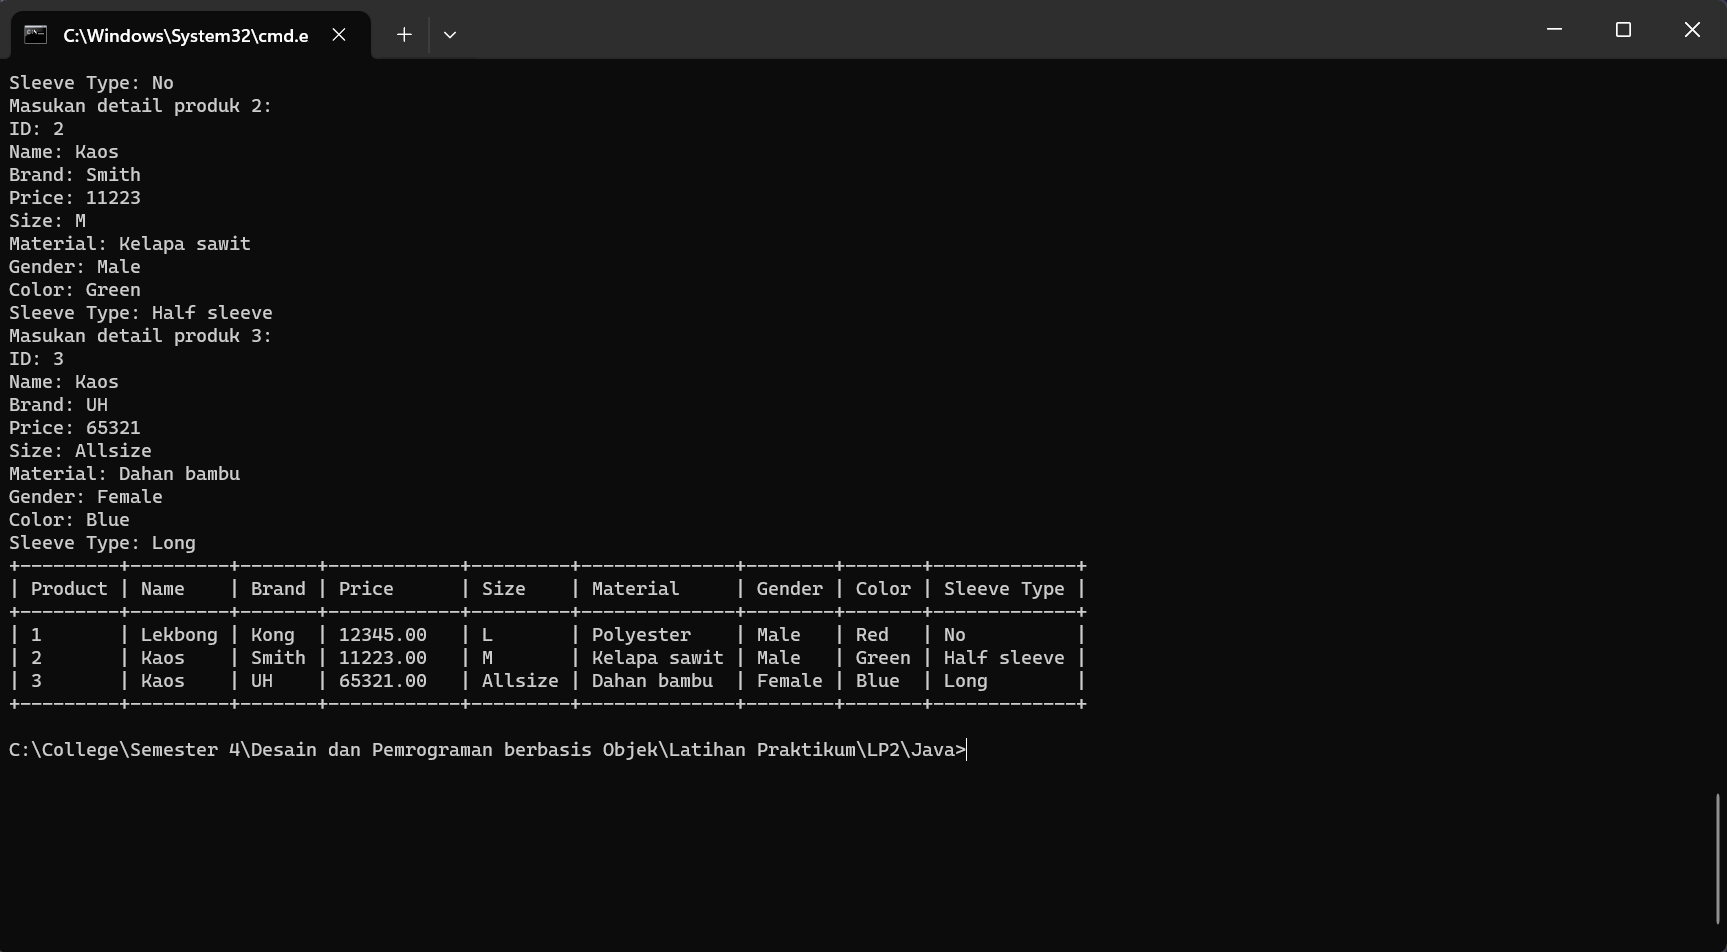 C:\Windows\System32\cmd.e
Sleeve Type: No
Masukan detail produk 2:
ID: 2
Name: Kaos
Brand: Smith
Price: 11223
Size: M
Material: Kelapa sawit
Gender: Male
Color: Green
Sleeve Type: Half sleeve
Masukan detail produk 3:
ID: 3
Name: Kaos
Brand: UH
Price: 65321
Size: Allsize
Material: Dahan bambu
Gender: Female
Color: Blue
Sleeve Type: Long
+---------+---------+-------+------------+---------+--------------+--------+-------+-------------+
| Product | Name    | Brand | Price      | Size    | Material     | Gender | Color | Sleeve Type |
+---------+---------+-------+------------+---------+--------------+--------+-------+-------------+
| 1       | Lekbong | Kong  | 12345.00   | L       | Polyester    | Male   | Red   | No          |
| 2       | Kaos    | Smith | 11223.00   | M       | Kelapa sawit | Male   | Green | Half sleeve |
| 3       | Kaos    | UH    | 65321.00   | Allsize | Dahan bambu  | Female | Blue  | Long        |
+---------+---------+-------+------------+---------+--------------+--------+-------+-------------+
C:\College\Semester 4\Desain dan Pemrograman berbasis Objek\Latihan Praktikum\LP2\Java>